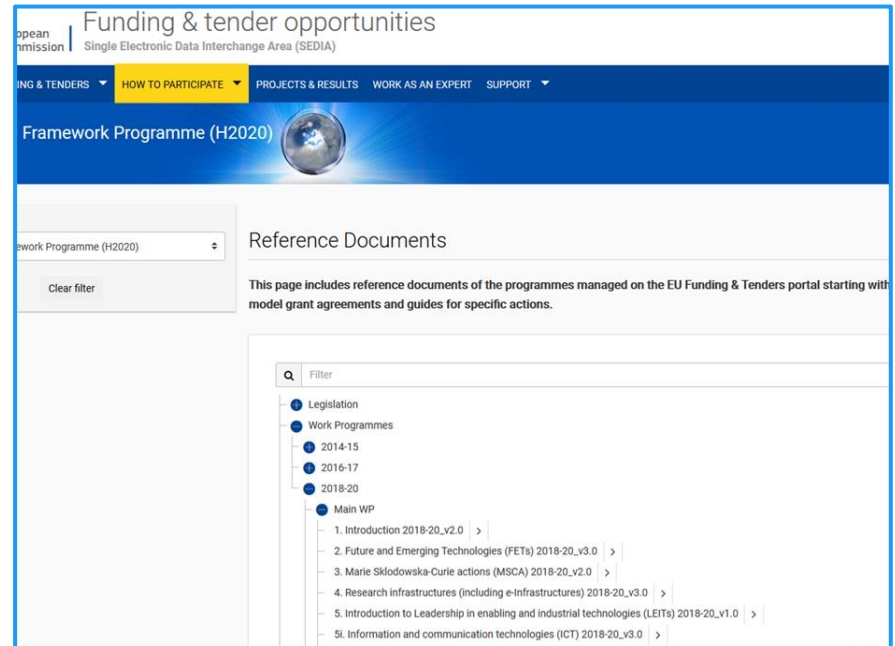 Funding & tender opportunities
opean
mmission
Single Electronic Data Interchange Area (SEDIA)
ING & TENDERS HOW TO PARTICIPATE PROJECTS & RESULTS WORK AS AN EXPERT SUPPORT
Framework Programme (H2020)
ework Programme (H2020)
Clear filter
Reference Documents
This page includes reference documents of the programmes managed on the EU Funding & Tenders portal starting with
model grant agreements and guides for specific actions.
Filter
Legislation
Work Programmes
2014-15
2016-17
2018-20
Main WP
1. Introduction 2018-20_v2.0
2. Future and Emerging Technologies (FETs) 2018-20_v3.0
3. Marie Sklodowska-Curie actions (MSCA) 2018-20_v2.0
4. Research infrastructures (including e-Infrastructures) 2018-20_v3.0
5. Introduction to Leadership in enabling and industrial technologies (LEITs) 2018-20_v1.0
5i. Information and communication technologies (ICT) 2018-20_v3.0